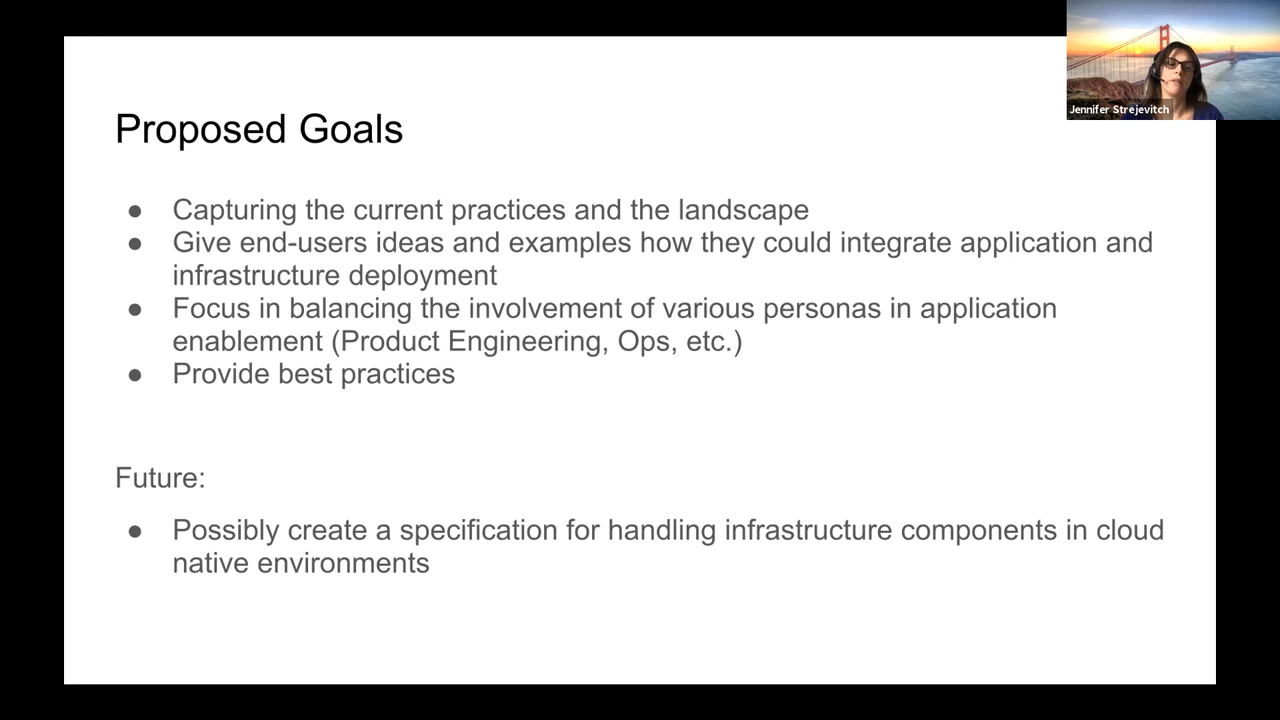 Jennifer Strejevitch
Proposed Goals
● Capturing the current practices and the landscape
● Give end-users ideas and examples how they could integrate application and
infrastructure deployment
● Focus in balancing the involvement of various personas in application
enablement (Product Engineering, Ops, etc.)
● Provide best practices
Future:
● Possibly create a specification for handling infrastructure components in cloud
native environments